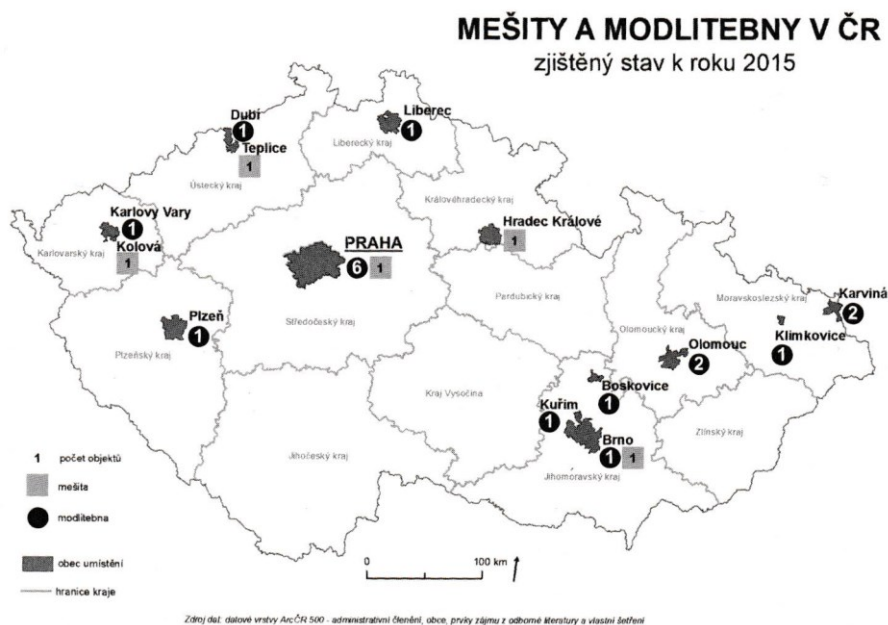 MEŠITY A MODLITEBNY V ČR
zjištěný stav k roku 2015
Dubí
1
Teplice
1
Ústecký kraj
Liberec
1
Liberecký kraj
Karlovy Vary
1
Kolová
1
Karlovarský kraj
Královéhradecký kraj
Hradec Králové
1
PRAHA
6 1
Středočeský kraj
Pardubický kraj
Plzeň
1
Plzeňský kraj
Moravskoslezský kraj
Karviná
2
Klimkovice
1
Olomoucký kraj
Olomouc
2
Kraj Vysočina
Boskovice
1
Kuřim
1
Brno
1 1
Jihomoravský kraj
Zlínský kraj
Jihočeský kraj
1 počet objektů
mešita
modlitebna
obec umístění
hranice kraje
0 100 km
Zdroj dat: datové vrstvy ArcČR 500 - administrativní členění, obce, prvky zájmu z odborné literatury a vlastní šetření